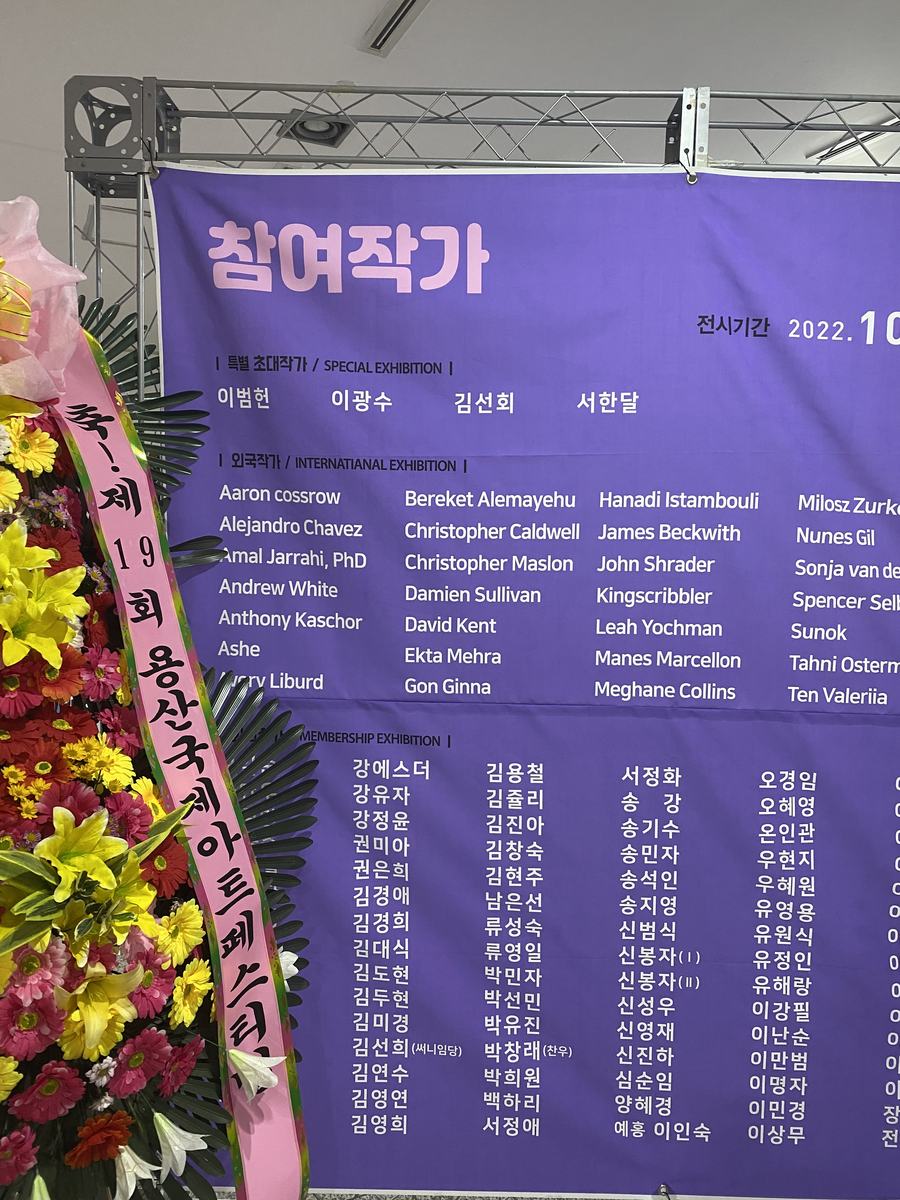 축! 제 19 회 용산국제아트페스티
참여작가
전시기간 2022.10
| 특별 초대작가 / SPECIAL EXHIBITION |
이범헌 이광수 김선회 서한달
| 외국작가 / INTERNATIANAL EXHIBITION |
Aaron cossrow Bereket Alemayehu Hanadi Istambouli Milosz
Alejandro Chavez Christopher Caldwell James Beckwith Nunes Gil
Amal Jarrahi, PhD Christopher Maslon John Shrader Sonja van
Andrew White Damien Sullivan Kingscribbler Spencer
Anthony Kaschor David Kent Leah Yochman Sunok
Ashe Ekta Mehra Manes Marcellon Tahni
Liburd Gon Ginna Meghane Collins Ten Valeriia
MEMBERSHIP EXHIBITION |
강에스더 김용철 서정화 오경임
강유자 김쥴리 송 강 오혜영
강정윤 김진아 송기수 온인관
권미아 김창숙 송민자 우현지
권은희 김현주 송석인 우혜원
김경애 남은선 송지영 유영용
김경희 류성숙 신범식 유원식
김대식 류영일 신봉자(I) 유정인
김도현 박민자 신봉자(II) 유해랑
김두현 박선민 신성우 이강필
김미경 박유진 신영재 이난순
김선희(써니임당) 박창래(찬우) 신진하 이만범
김연수 박희원 심순임 이명자
김영연 백하리 양혜경 이민경
김영희 서정애 예홍 이인숙 이상무